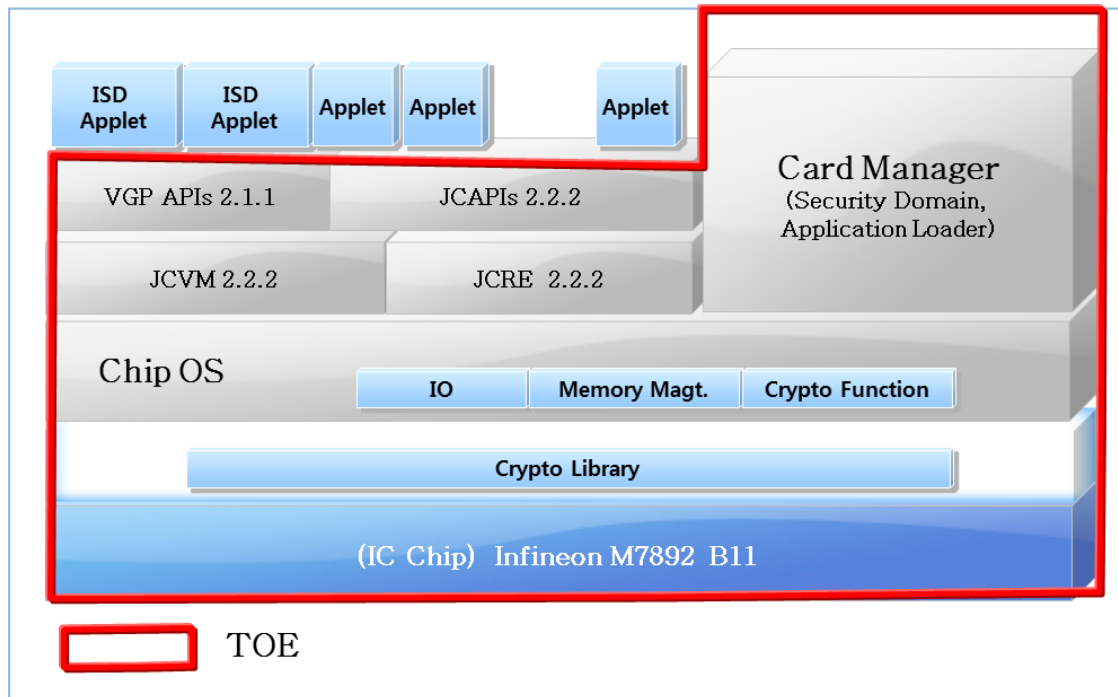 ISD
Applet
ISD
Applet
Applet
Applet
Applet
Card Manager
(Security Domain,
Application Loader)
VGP APIs 2.1.1
JCAPIs 2.2.2
JCVM 2.2.2
JCRE 2.2.2
Chip OS
IO
Memory Magt.
Crypto Function
Crypto Library
(IC Chip) Infineon M7892 B11
TOE